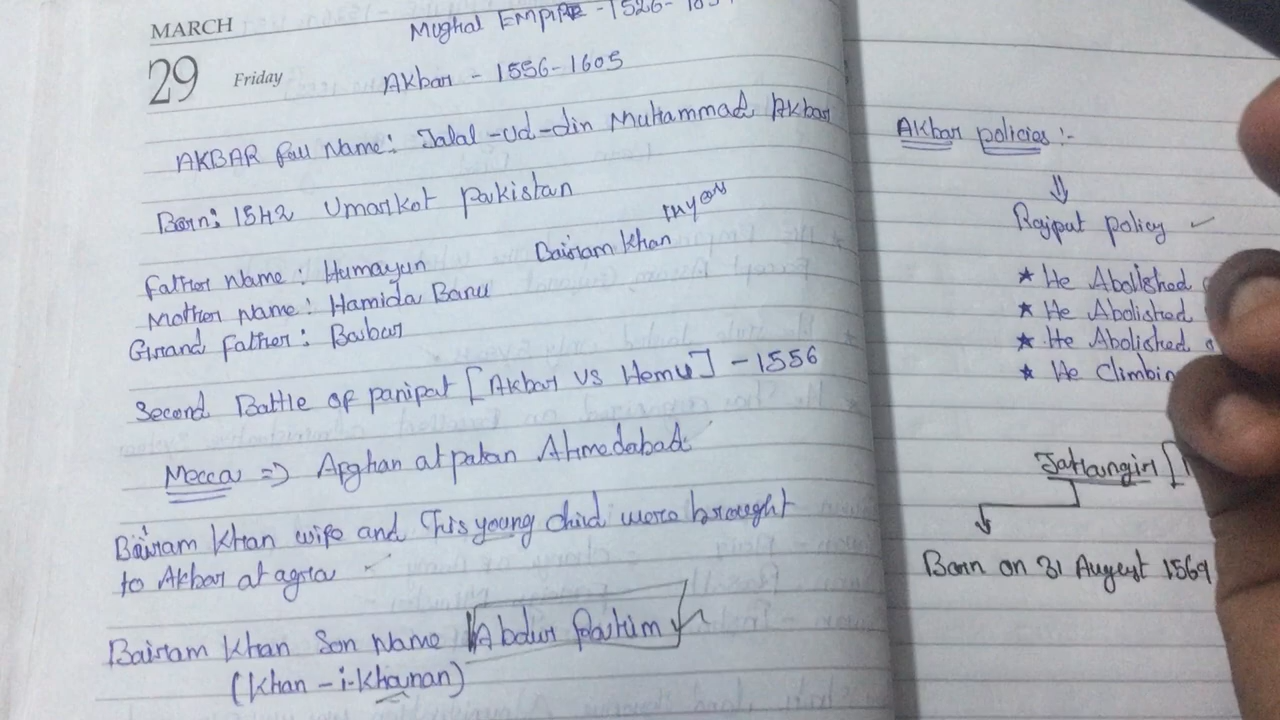 MARCH
29 Friday
Mughal EMPIRE - 1526-
Akbar - 1556-1605
AKBAR full Name: Jalal-ud-din Muhammad Akbar
Born: 1542 Umarkot pakistan
Father Name: Humayun
Bairam Khan
Mother Name: Hamida Banu
Grand father: Babur
Second Battle of panipat [Akbar vs Hemu] - 1556
Mecca => Afghan at patan Ahmedabad
Bairam Khan wife and This young child were brought
to Akbar at agra
Bairam Khan Son Name Abdur Rahim
(Khan-i-Khanan)
Akbar policies:-
Rajput policy
★ He Abolished
★ He Abolished
★ He Abolished
★ He Climbin
Jahangir [
Born on 31 August 1569